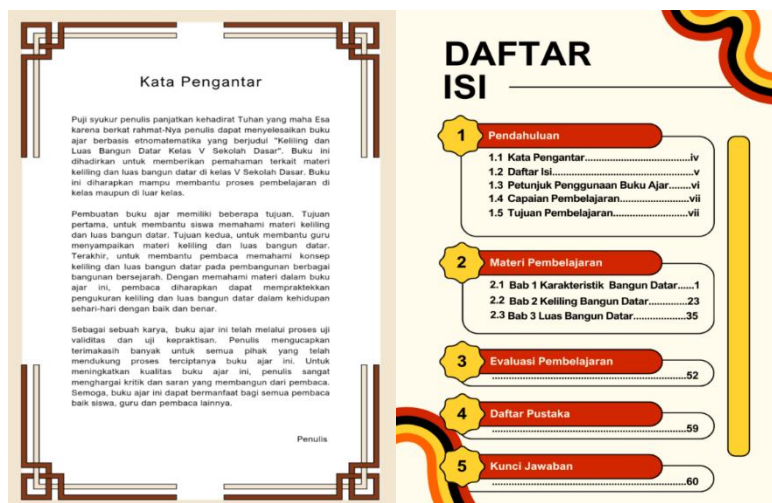 Kata Pengantar
Puji syukur penulis panjatkan kehadirat Tuhan yang maha Esa
karena berkat rahmat-Nya penulis dapat menyelesaikan buku
ajar berbasis etnomatematika yang berjudul "Keliling dan
Luas Bangun Datar Kelas V Sekolah Dasar". Buku ini
dihadirkan untuk memberikan pemahaman terkait materi
keliling dan luas bangun datar di kelas V Sekolah Dasar. Buku
ini diharapkan mampu membantu proses pembelajaran di
kelas maupun di luar kelas.
Pembuatan buku ajar memiliki beberapa tujuan. Tujuan
pertama, untuk membantu siswa memahami materi keliling
dan luas bangun datar. Tujuan kedua, untuk membantu guru
menyampaikan materi keliling dan luas bangun datar.
Terakhir, untuk membantu pembaca memahami konsep
keliling dan luas bangun datar pada pembangunan berbagai
bangunan bersejarah. Dengan memahami materi dalam buku
ajar ini, pembaca diharapkan dapat mempraktekkan
pengukuran keliling dan luas bangun datar dalam kehidupan
sehari-hari dengan baik dan benar.
Sebagai sebuah karya, buku ajar ini telah melalui proses uji
validitas dan uji kepraktisan. Penulis mengucapkan
terimakasih banyak untuk semua pihak yang telah
mendukung proses terciptanya buku ajar ini. Untuk
meningkatkan kualitas buku ajar ini, penulis sangat
menghargai kritik dan saran yang membangun dari pembaca.
Semoga, buku ajar ini dapat bermanfaat bagi semua pembaca
baik siswa, guru dan pembaca lainnya.
Penulis
DAFTAR
ISI
1 Pendahuluan
1.1 Kata Pengantar..........................iv
1.2 Daftar Isi...................................v
1.3 Petunjuk Penggunaan Buku Ajar.......vi
1.4 Capaian Pembelajaran...................vii
1.5 Tujuan Pembelajaran.....................vii
2 Materi Pembelajaran
2.1 Bab 1 Karakteristik Bangun Datar......1
2.2 Bab 2 Keliling Bangun Datar............23
2.3 Bab 3 Luas Bangun Datar................35
3 Evaluasi Pembelajaran
..................................................52
4 Daftar Pustaka
..................................................59
5 Kunci Jawaban
..................................................60